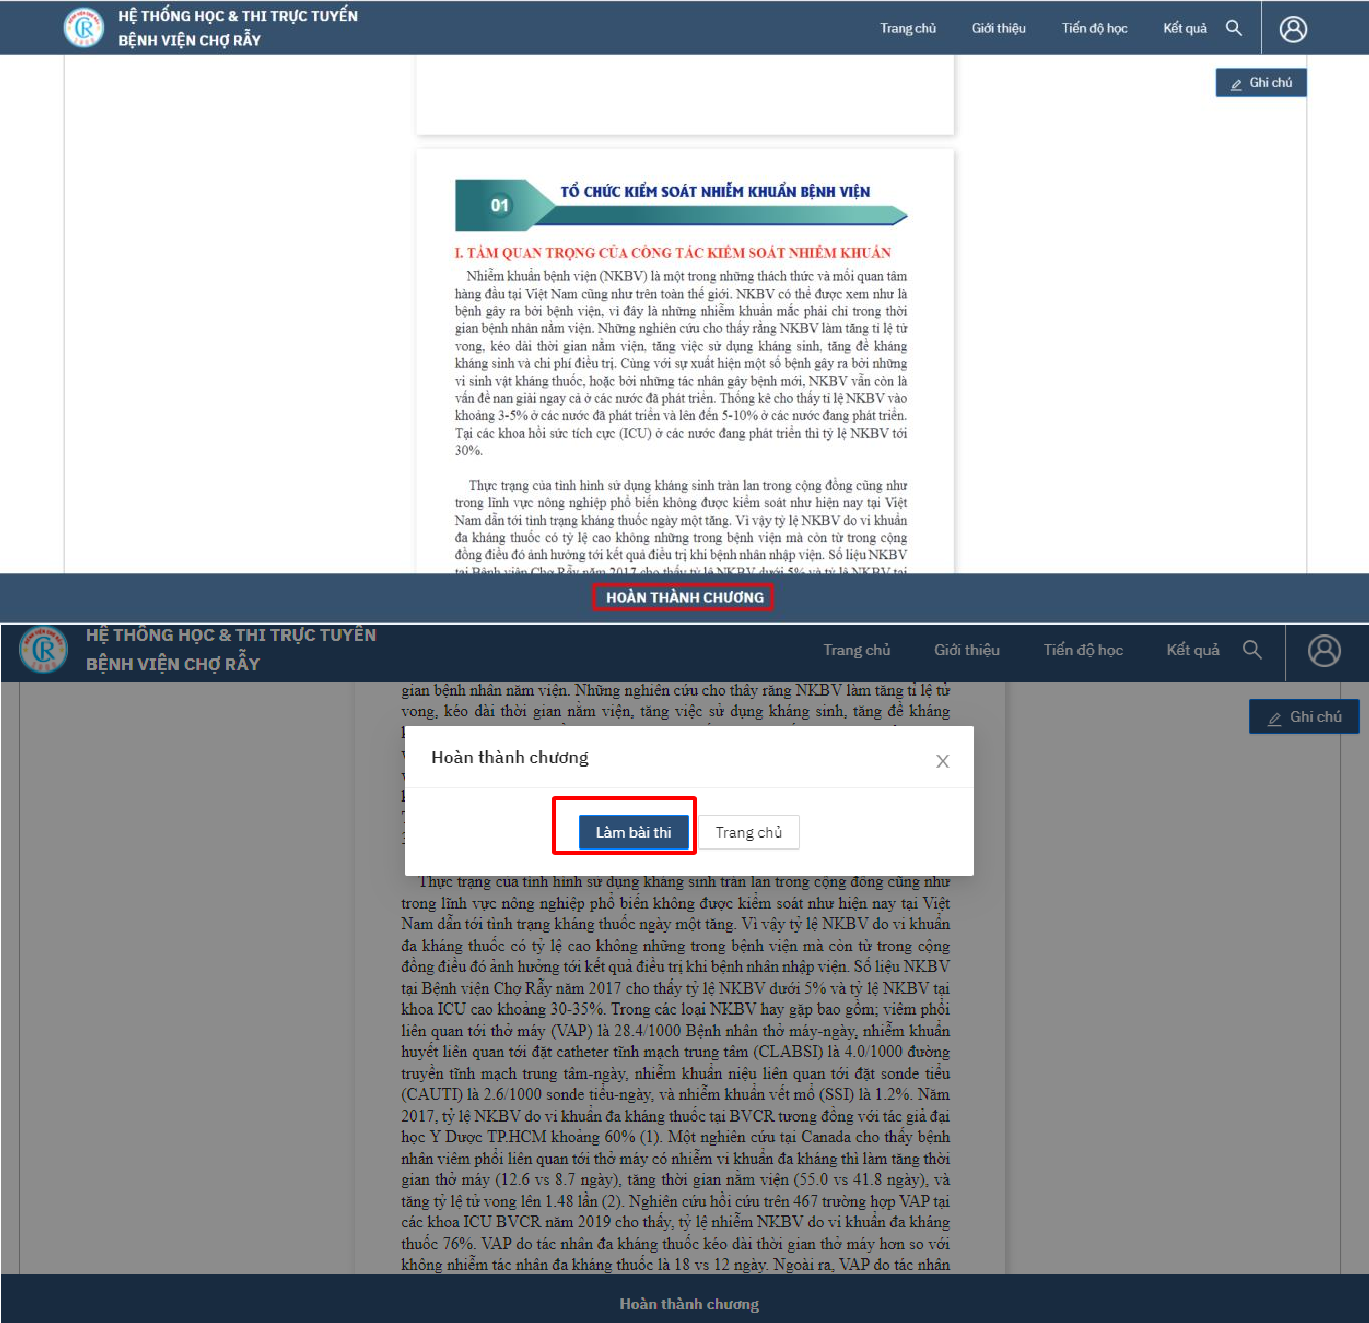 HỆ THỐNG HỌC & THI TRỰC TUYẾN
BỆNH VIỆN CHỢ RẪY
Trang chủ
Giới thiệu
Tiến độ học
Kết quả
Ghi chú
01
TỔ CHỨC KIỂM SOÁT NHIỄM KHUẨN BỆNH VIỆN
I. TẦM QUAN TRỌNG CỦA CÔNG TÁC KIỂM SOÁT NHIỄM KHUẨN
Nhiễm khuẩn bệnh viện (NKBV) là một trong những thách thức và mối quan tâm
hàng đầu tại Việt Nam cũng như trên toàn thế giới. NKBV có thể được xem như là
bệnh gây ra bởi bệnh viện, vì đây là những nhiễm khuẩn mắc phải chỉ trong thời
gian bệnh nhân nằm viện. Những nghiên cứu cho thấy rằng NKBV làm tăng tỉ lệ tử
vong, kéo dài thời gian nằm viện, tăng việc sử dụng kháng sinh, tăng đề kháng
kháng sinh và chi phí điều trị. Cùng với sự xuất hiện một số bệnh gây ra bởi những
vi sinh vật kháng thuốc, hoặc bởi những tác nhân gây bệnh mới, NKBV vẫn còn là
vấn đề nan giải ngay cả ở các nước đã phát triển. Thống kê cho thấy tỉ lệ NKBV vào
khoảng 3-5% ở các nước đã phát triển và lên đến 5-10% ở các nước đang phát triển.
Tại các khoa hồi sức tích cực (ICU) ở các nước đang phát triển thì tỷ lệ NKBV tới
30%.
Thực trạng của tình hình sử dụng kháng sinh tràn lan trong cộng đồng cũng như
trong lĩnh vực nông nghiệp phổ biến không được kiểm soát như hiện nay tại Việt
Nam dẫn tới tình trạng kháng thuốc ngày một tăng. Vì vậy tỷ lệ NKBV do vi khuẩn
đa kháng thuốc có tỷ lệ cao không những trong bệnh viện mà còn từ trong cộng
đồng điều đó ảnh hưởng tới kết quả điều trị khi bệnh nhân nhập viện. Số liệu NKBV
tại Bệnh viện Chợ Rẫy năm 2017 cho thấy tỷ lệ NKBV dưới 5% và tỷ lệ NKBV tại
HOÀN THÀNH CHƯƠNG
HỆ THỐNG HỌC & THI TRỰC TUYẾN
BỆNH VIỆN CHỢ RẪY
Trang chủ
Giới thiệu
Tiến độ học
Kết quả
Ghi chú
gian bệnh nhân nằm viện. Những nghiên cứu cho thấy rằng NKBV làm tăng tỉ lệ tử
vong, kéo dài thời gian nằm viện, tăng việc sử dụng kháng sinh, tăng đề kháng
Hoàn thành chương
X
Làm bài thi
Trang chủ
Thực trạng của tình hình sử dụng kháng sinh tràn lan trong cộng đồng cũng như
trong lĩnh vực nông nghiệp phổ biến không được kiểm soát như hiện nay tại Việt
Nam dẫn tới tình trạng kháng thuốc ngày một tăng. Vì vậy tỷ lệ NKBV do vi khuẩn
đa kháng thuốc có tỷ lệ cao không những trong bệnh viện mà còn từ trong cộng
đồng điều đó ảnh hưởng tới kết quả điều trị khi bệnh nhân nhập viện. Số liệu NKBV
tại Bệnh viện Chợ Rẫy năm 2017 cho thấy tỷ lệ NKBV dưới 5% và tỷ lệ NKBV tại
khoa ICU cao khoảng 30-35%. Trong các loại NKBV hay gặp bao gồm; viêm phổi
liên quan tới thở máy (VAP) là 28.4/1000 Bệnh nhân thở máy-ngày, nhiễm khuẩn
huyết liên quan tới đặt catheter tĩnh mạch trung tâm (CLABSI) là 4.0/1000 đường
truyền tĩnh mạch trung tâm-ngày, nhiễm khuẩn niệu liên quan tới đặt sonde tiểu
(CAUTI) là 2.6/1000 sonde tiểu-ngày, và nhiễm khuẩn vết mổ (SSI) là 1.2%. Năm
2017, tỷ lệ NKBV do vi khuẩn đa kháng thuốc tại BVCR tương đồng với tác giả đại
học Y Dược TP.HCM khoảng 60% (1). Một nghiên cứu tại Canada cho thấy bệnh
nhân viêm phổi liên quan tới thở máy có nhiễm vi khuẩn đa kháng thì làm tăng thời
gian thở máy (12.6 vs 8.7 ngày), tăng thời gian nằm viện (55.0 vs 41.8 ngày), và
tăng tỷ lệ tử vong lên 1.48 lần (2). Nghiên cứu hồi cứu trên 467 trường hợp VAP tại
các khoa ICU BVCR năm 2019 cho thấy, tỷ lệ nhiễm NKBV do vi khuẩn đa kháng
thuốc 76%. VAP do tác nhân đa kháng thuốc kéo dài thời gian thở máy hơn so với
không nhiễm tác nhân đa kháng thuốc là 18 vs 12 ngày. Ngoài ra, VAP do tác nhân
Hoàn thành chương